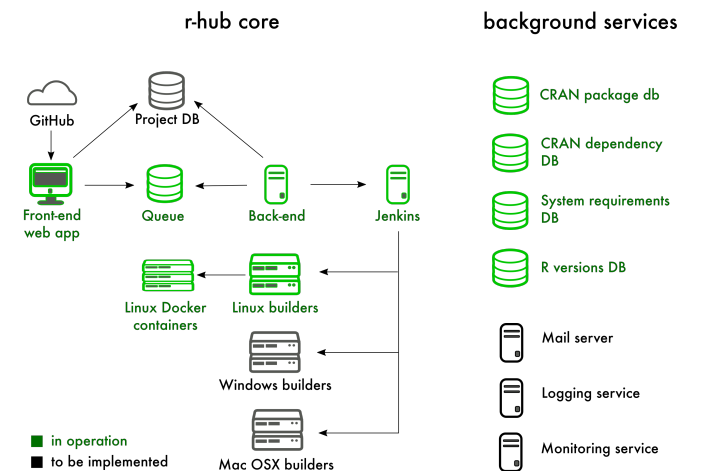 r-hub core
background services
GitHub
Project DB
Front-end
web app
Queue
Back-end
Jenkins
Linux Docker
containers
Linux builders
Windows builders
Mac OSX builders
in operation
to be implemented
CRAN package db
CRAN dependency
DB
System requirements
DB
R versions DB
Mail server
Logging service
Monitoring service